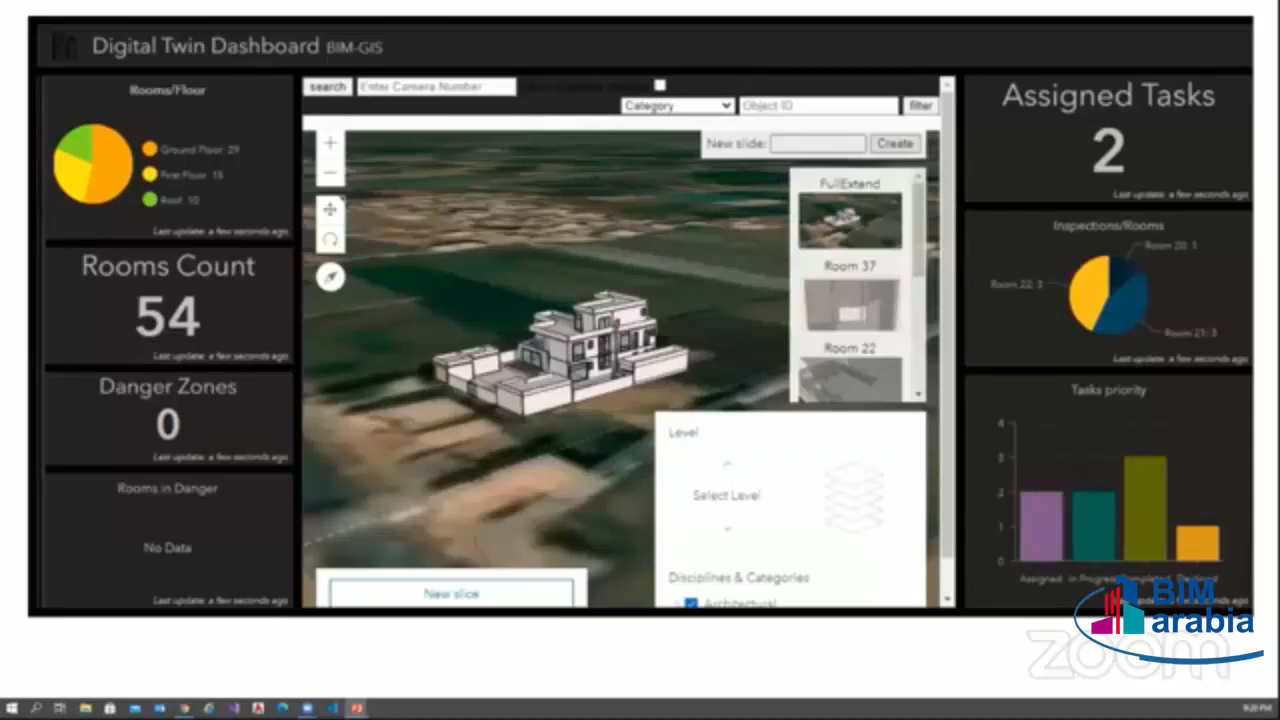 Digital Twin Dashboard BIM-GIS
Rooms/Floor
Ground Floor: 29
First Floor: 15
Roof: 10
Last update: a few seconds ago
Rooms Count
54
Last update: a few seconds ago
Danger Zones
0
Last update: a few seconds ago
Rooms in Danger
No Data
Last update: a few seconds ago
search
Enter Camera Number
Category
Object ID
filter
New slide:
Create
FullExtend
Room 37
Room 22
Level
Select Level
Disciplines & Categories
Architectural
New slice
Assigned Tasks
2
Last update: a few seconds ago
Inspections/Rooms
Room 20: 1
Room 22: 3
Room 21: 3
Last update: a few seconds ago
Tasks priority
4
3
2
1
0
Assigned
In Progress
BIM
arabia
zoom
9:20 PM